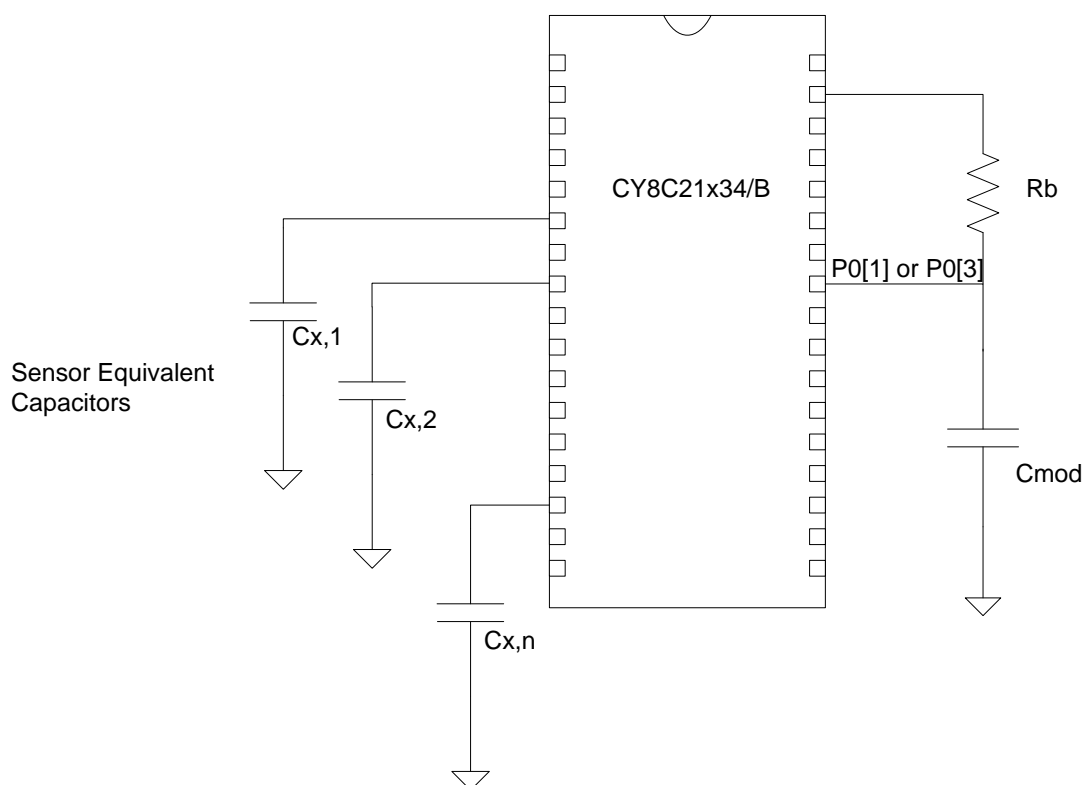 CY8C21x34/B
Rb
P0[1] or P0[3]
Cx,1
Sensor Equivalent
Capacitors
Cx,2
Cmod
Cx,n